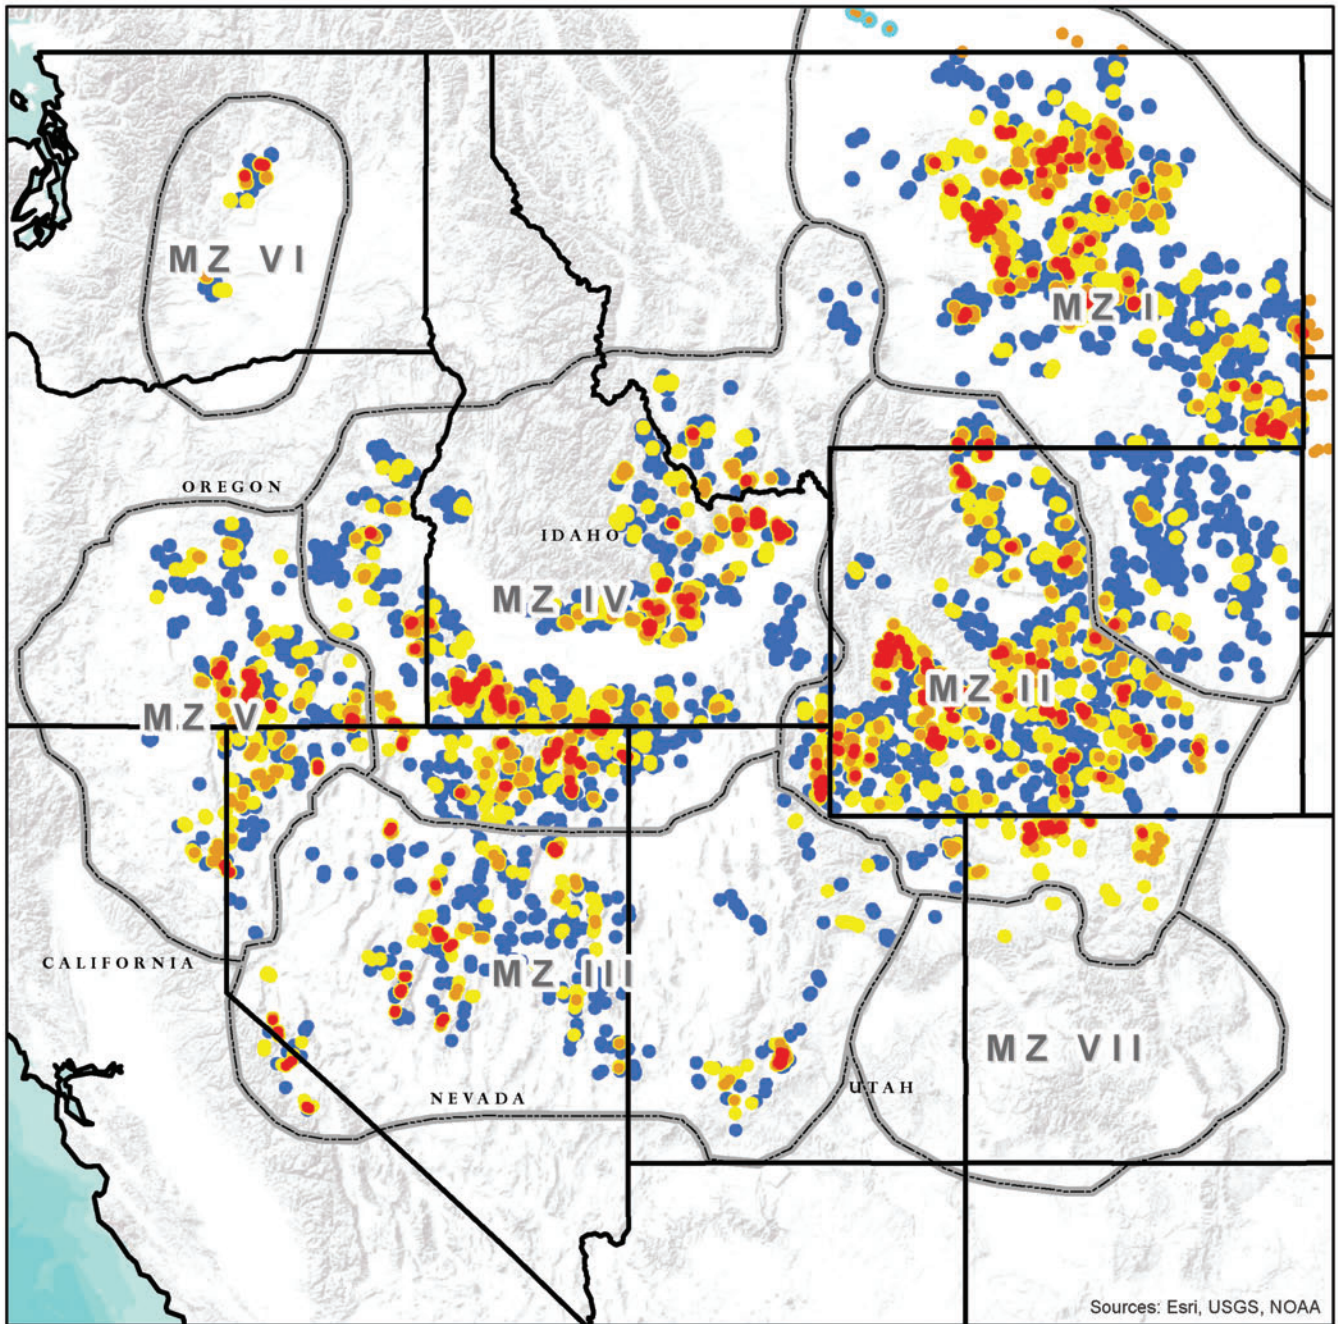 MZ VI
MZ I
OREGON
IDAHO
MZ IV
MZ II
MZ V
CALIFORNIA
MZ III
MZ VII
NEVADA
UTAH
Sources: Esri, USGS, NOAA